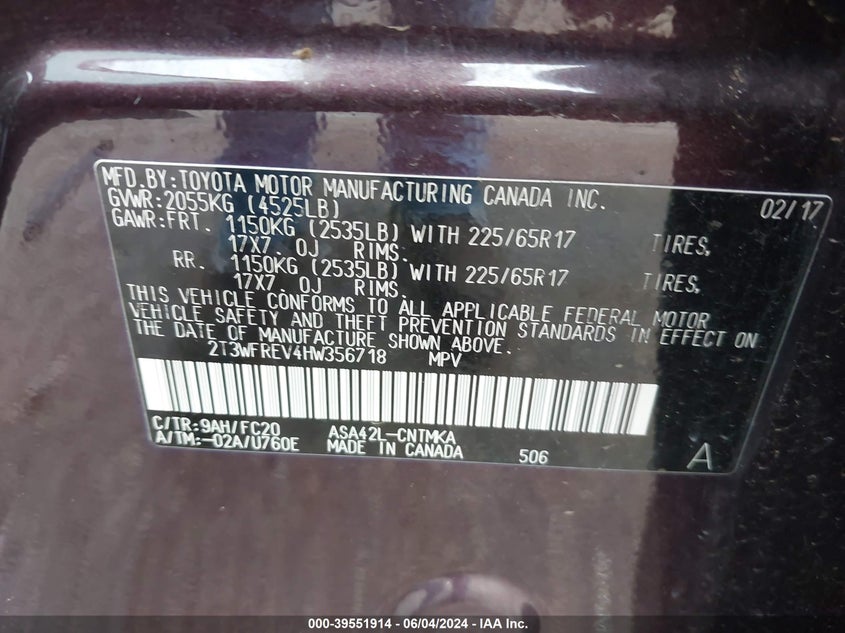 MFD.BY:TOYOTA MOTOR MANUFACTURING CANADA INC. 02/17
GVWR:2055KG (4525LB)
GAWR:FRT. 1150KG (2535LB) WITH 225/65R17 TIRES,
17X7.0J RIMS.
RR. 1150KG (2535LB) WITH 225/65R17 TIRES,
17X7.0J RIMS.
THIS VEHICLE CONFORMS TO ALL APPLICABLE FEDERAL MOTOR
VEHICLE SAFETY AND THEFT PREVENTION STANDARDS IN EFFECT ON
THE DATE OF MANUFACTURE SHOWN ABOVE.
2T3WFREV4HW356718 MPV
C/TR:9AH/FC20 ASA42L-CNTMKA
A/TM:-02A/U760E MADE IN CANADA 506 A
000-39551914 - 06/04/2024 - IAA Inc.